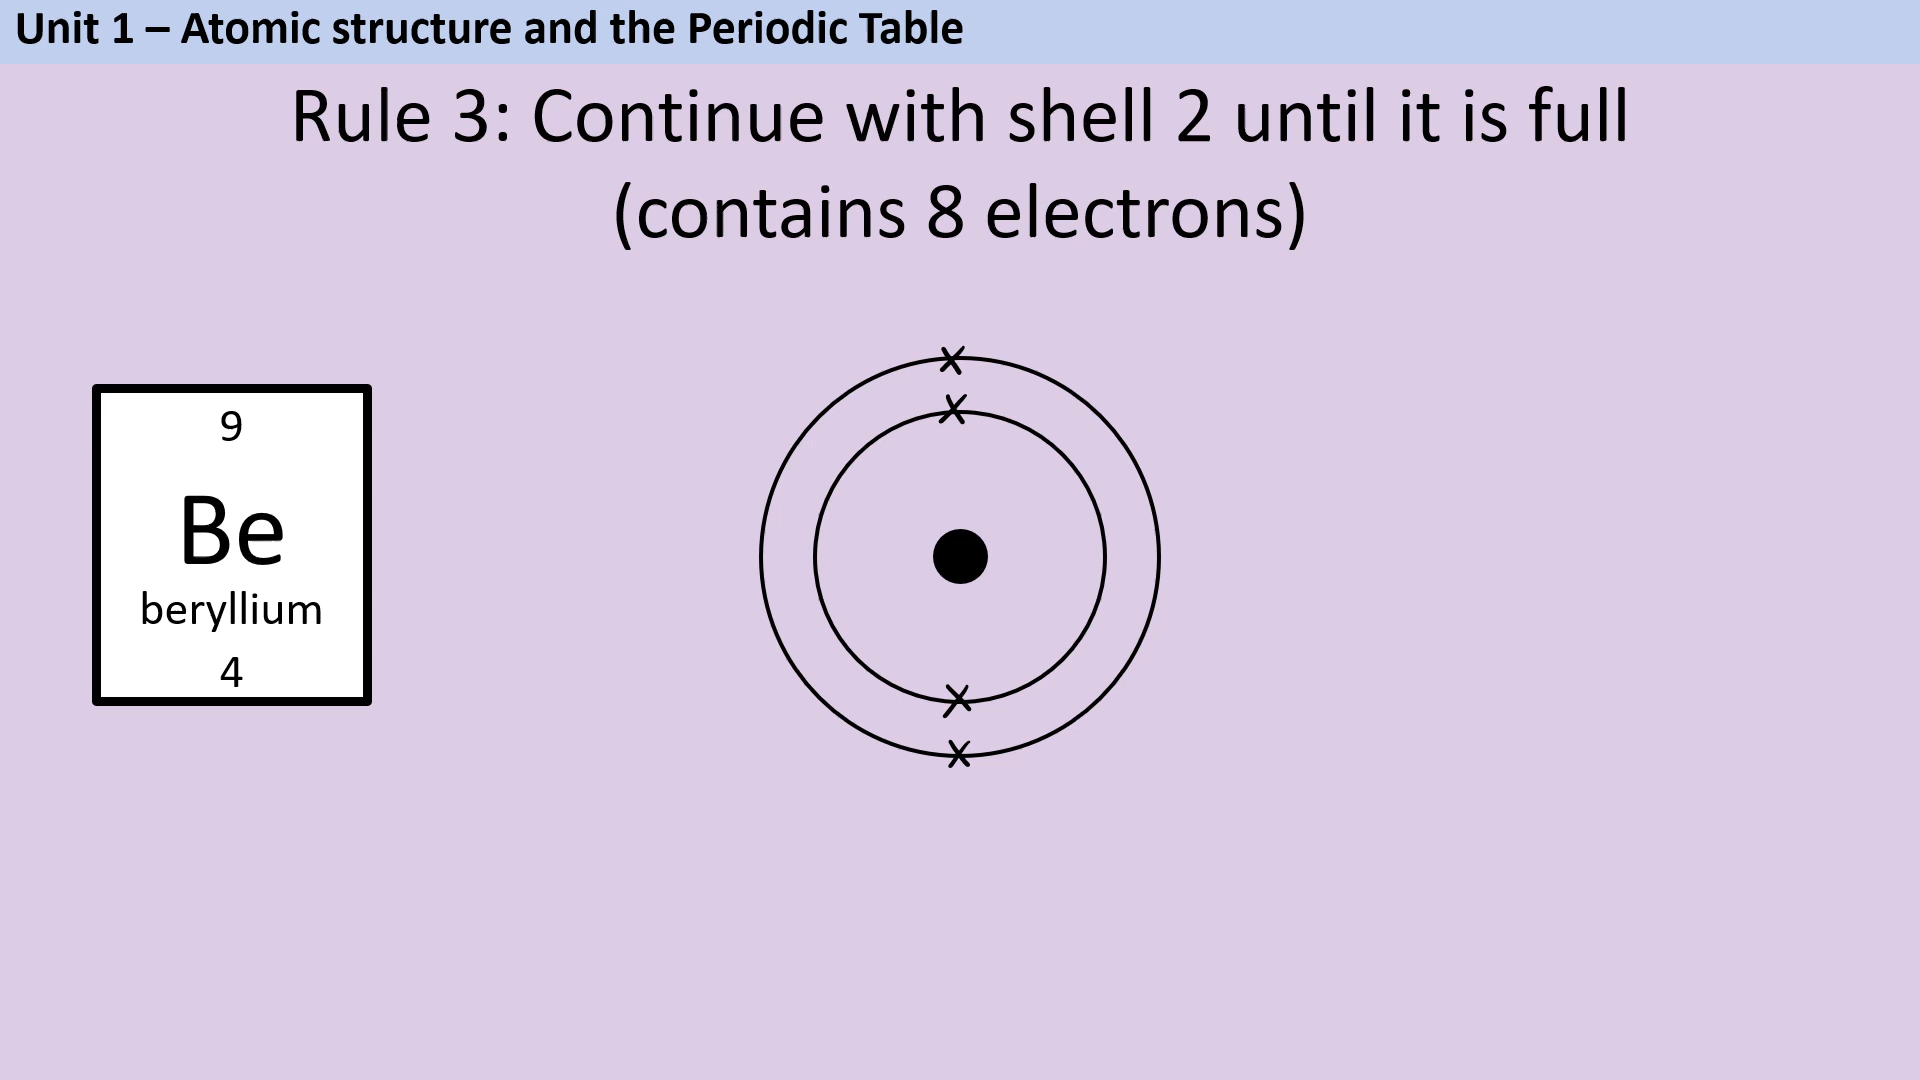 Unit 1 – Atomic structure and the Periodic Table
Rule 3: Continue with shell 2 until it is full
(contains 8 electrons)
9
Be
beryllium
4